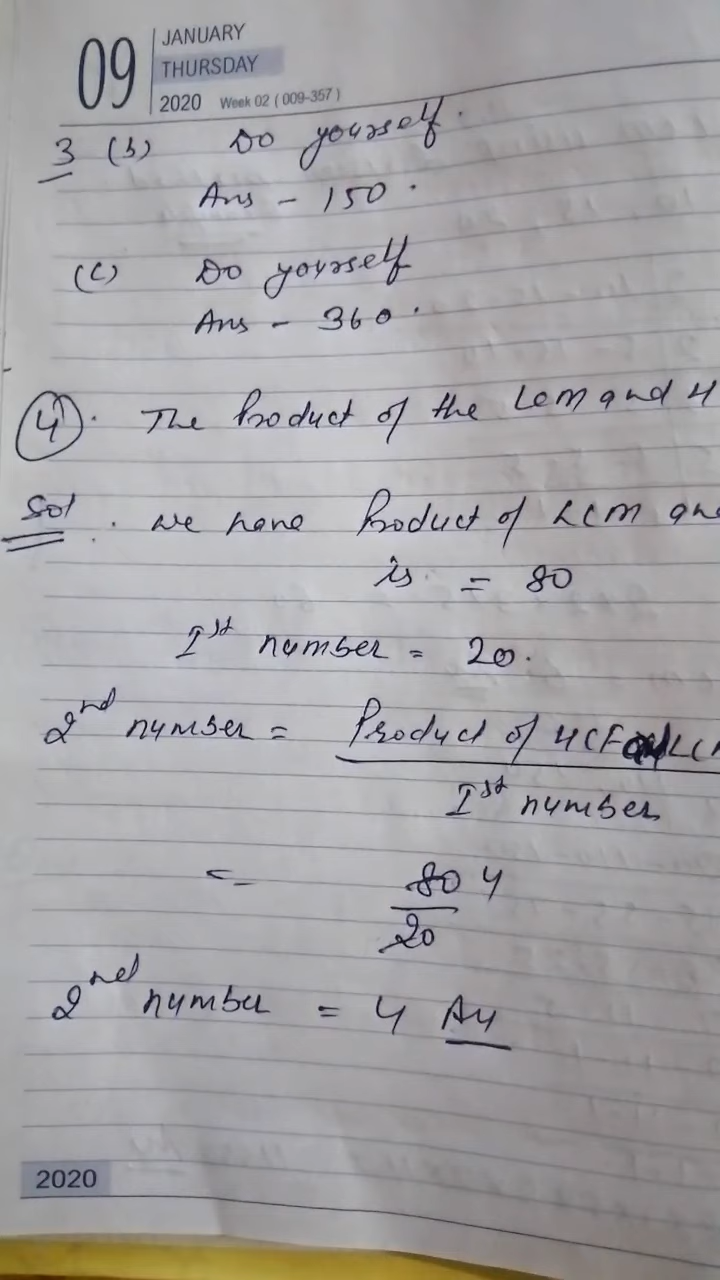 09
JANUARY
THURSDAY
2020 Week 02 (009-357)
3 (b) Do yourself.
Ans - 150.
(C) Do yourself
Ans - 360.
4. The Product of the LCM and H
Sol. We have Product of LCM an
is = 80
Ist number = 20.
2nd number = Product of HCF LC
Ist number
= 80 4
20
2nd number = 4
2020